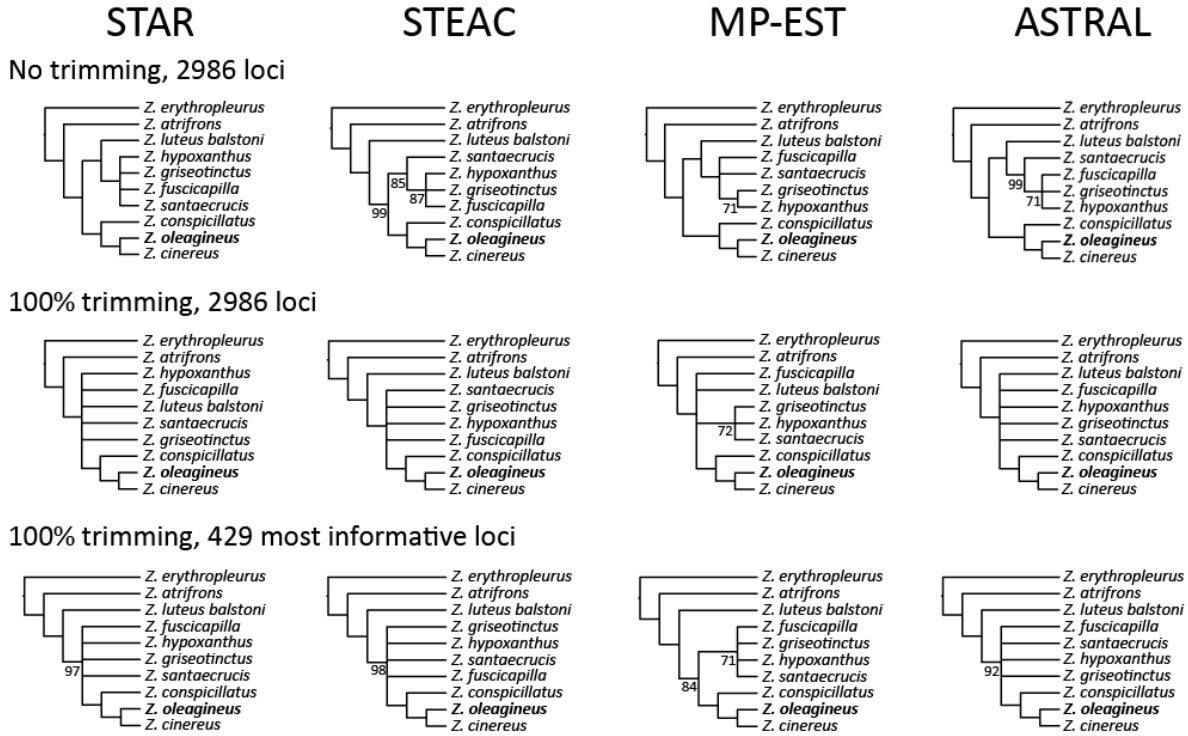 STAR STEAC MP-EST ASTRAL
No trimming, 2986 loci
Z. erythropleurus Z. erythropleurus Z. erythropleurus Z. erythropleurus
Z. atrifrons Z. atrifrons Z. atrifrons Z. atrifrons
Z. luteus balstoni Z. luteus balstoni Z. luteus balstoni Z. luteus balstoni
Z. hypoxanthus Z. santaecrucis Z. fuscicapilla Z. santaecrucis
Z. griseotinctus 85 Z. hypoxanthus Z. santaecrucis 99 Z. fuscicapilla
Z. fuscicapilla 87 Z. griseotinctus Z. griseotinctus Z. griseotinctus
Z. santaecrucis 99 Z. fuscicapilla 71 Z. hypoxanthus 71 Z. hypoxanthus
Z. conspicillatus Z. conspicillatus Z. conspicillatus Z. conspicillatus
Z. oleagineus Z. oleagineus Z. oleagineus Z. oleagineus
Z. cinereus Z. cinereus Z. cinereus Z. cinereus
100% trimming, 2986 loci
Z. erythropleurus Z. erythropleurus Z. erythropleurus Z. erythropleurus
Z. atrifrons Z. atrifrons Z. atrifrons Z. atrifrons
Z. hypoxanthus Z. luteus balstoni Z. fuscicapilla Z. luteus balstoni
Z. fuscicapilla Z. santaecrucis Z. luteus balstoni Z. fuscicapilla
Z. luteus balstoni Z. griseotinctus Z. griseotinctus Z. hypoxanthus
Z. santaecrucis Z. hypoxanthus 72 Z. hypoxanthus Z. griseotinctus
Z. griseotinctus Z. fuscicapilla Z. santaecrucis Z. santaecrucis
Z. conspicillatus Z. conspicillatus Z. conspicillatus Z. conspicillatus
Z. oleagineus Z. oleagineus Z. oleagineus Z. oleagineus
Z. cinereus Z. cinereus Z. cinereus Z. cinereus
100% trimming, 429 most informative loci
Z. erythropleurus Z. erythropleurus Z. erythropleurus Z. erythropleurus
Z. atrifrons Z. atrifrons Z. atrifrons Z. atrifrons
Z. luteus balstoni Z. luteus balstoni Z. luteus balstoni Z. luteus balstoni
Z. fuscicapilla Z. griseotinctus Z. fuscicapilla Z. fuscicapilla
Z. hypoxanthus Z. hypoxanthus Z. griseotinctus Z. santaecrucis
Z. griseotinctus Z. santaecrucis 71 Z. hypoxanthus Z. hypoxanthus
97 Z. santaecrucis 98 Z. fuscicapilla Z. santaecrucis 92 Z. griseotinctus
Z. conspicillatus Z. conspicillatus 84 Z. conspicillatus Z. conspicillatus
Z. oleagineus Z. oleagineus Z. oleagineus Z. oleagineus
Z. cinereus Z. cinereus Z. cinereus Z. cinereus